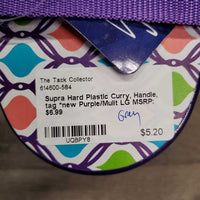 The Tack Collector
614600-564
Supra Hard Plastic Curry, Handle,
tag *new Purple/Mult LG MSRP:
$6.99
Gray
UQBPY8
$5.20